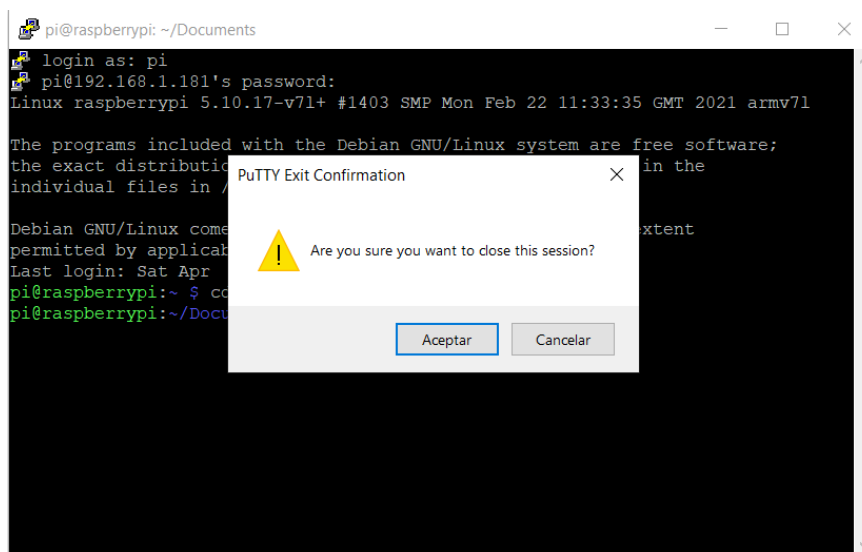 pi@raspberrypi: ~/Documents
login as: pi
pi@192.168.1.181's password:
Linux raspberrypi 5.10.17-v7l+ #1403 SMP Mon Feb 22 11:33:35 GMT 2021 armv7l
The programs included with the Debian GNU/Linux system are free software;
the exact distributic in the
individual files in /
Debian GNU/Linux come extent
permitted by applicab
Last login: Sat Apr
pi@raspberrypi:~ $ co
pi@raspberrypi:~/Docu
PuTTY Exit Confirmation
Are you sure you want to close this session?
Aceptar Cancelar